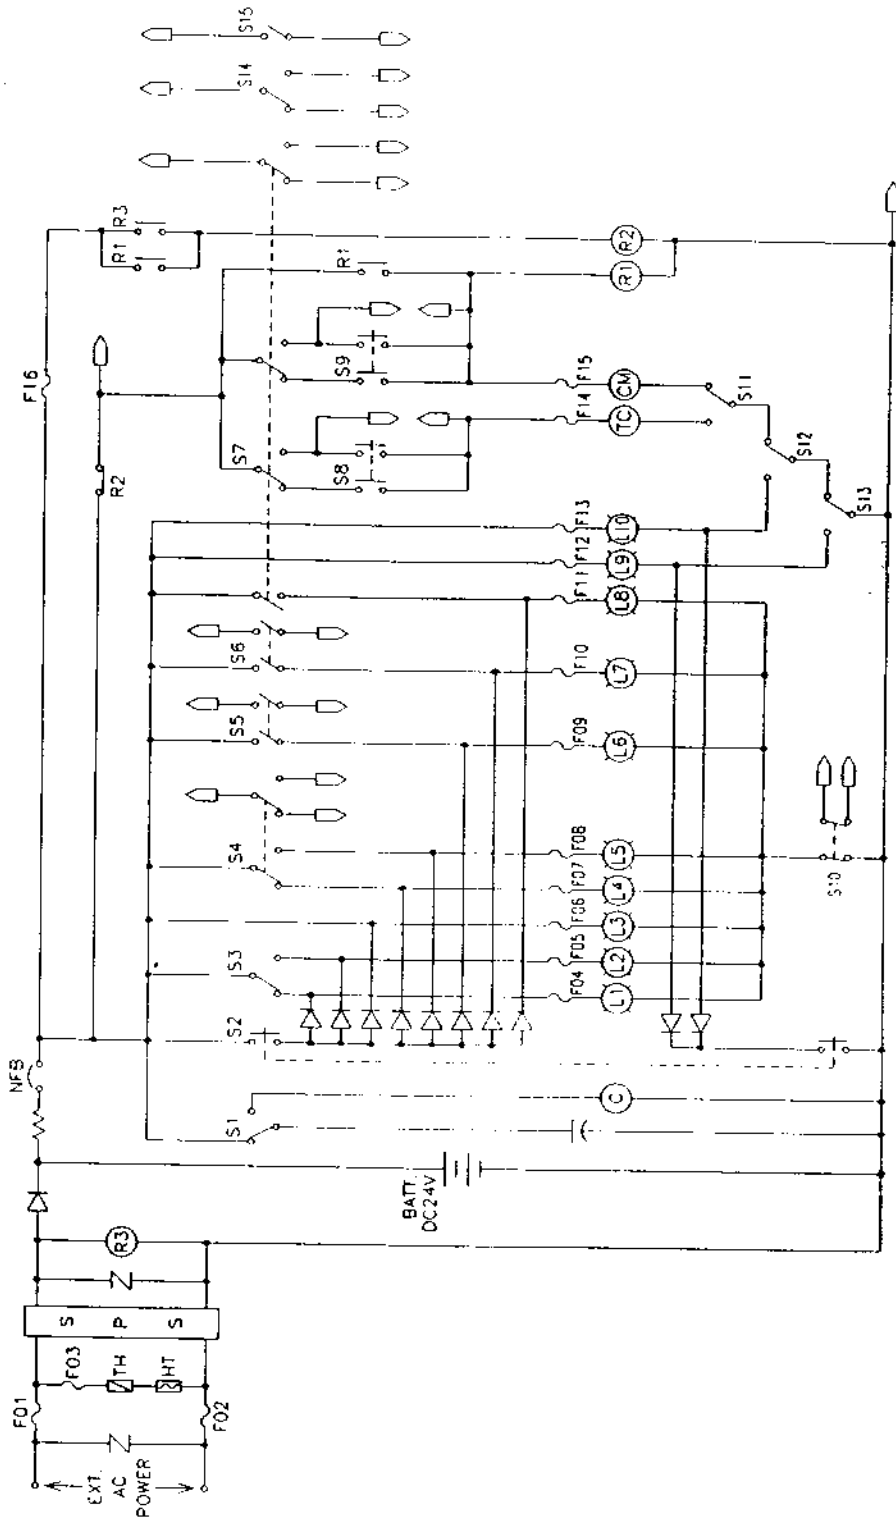 EXT.
AC
POWER
F01
F02
F03
TH
HT
S
P
S
R3
BATT.
DC24V
NFB
S1
C
S2
S3
S4
S5
S6
S7
S8
S9
F16
R2
R1
R3
R1
S14
S15
F04
F05
F06
F07
F08
F09
F10
F11
F12
F13
F14
F15
L1
L2
L3
L4
L5
L6
L7
L8
L9
L10
TC
CM
R1
R2
S10
S11
S12
S13